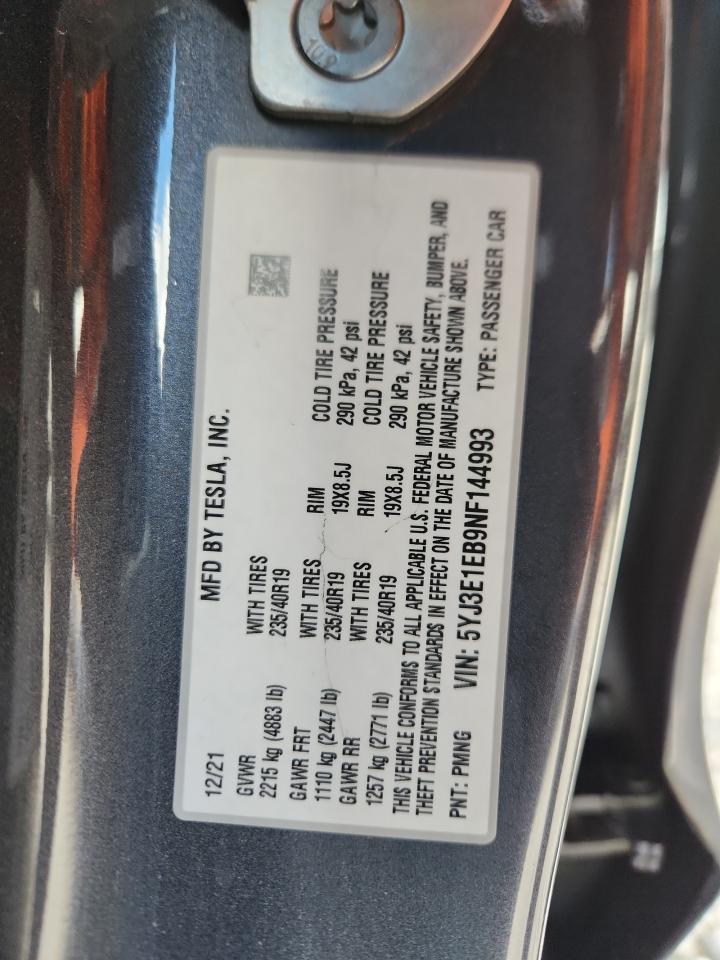 12/21 MFD BY TESLA, INC.
GVWR WITH TIRES
2215 kg (4883 lb) 235/40R19
GAWR FRT WITH TIRES RIM COLD TIRE PRESSURE
1110 kg (2447 lb) 235/40R19 19X8.5J 290 kPa, 42 psi
GAWR RR WITH TIRES RIM COLD TIRE PRESSURE
1257 kg (2771 lb) 235/40R19 19X8.5J 290 kPa, 42 psi
THIS VEHICLE CONFORMS TO ALL APPLICABLE U.S. FEDERAL MOTOR VEHICLE SAFETY, BUMPER, AND
THEFT PREVENTION STANDARDS IN EFFECT ON THE DATE OF MANUFACTURE SHOWN ABOVE.
PNT: PMNG VIN: 5YJ3E1EB9NF144993 TYPE: PASSENGER CAR